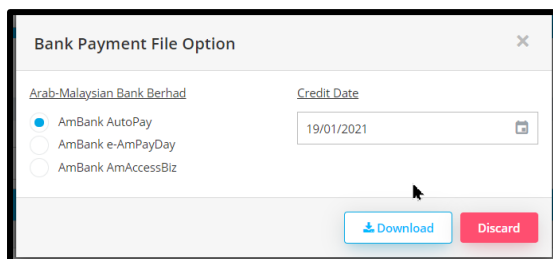 Bank Payment File Option
Arab-Malaysian Bank Berhad
AmBank AutoPay
AmBank e-AmPayDay
AmBank AmAccessBiz
Credit Date
19/01/2021
Download
Discard